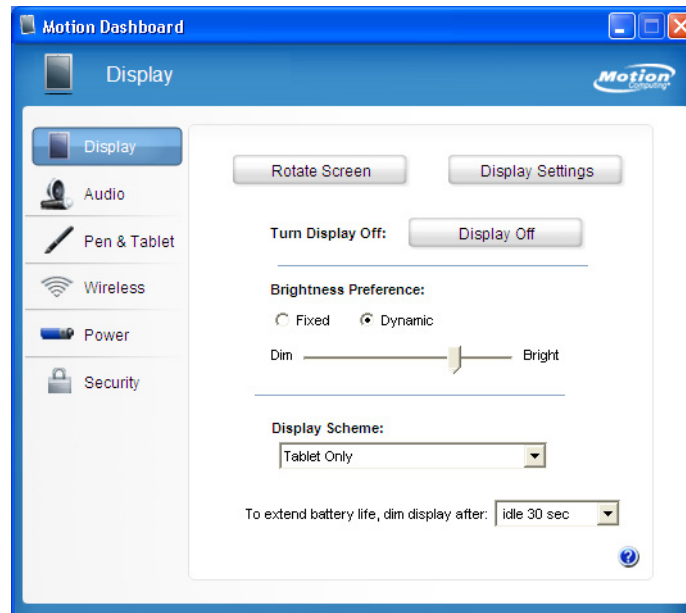 Motion Dashboard
Display
Motion
Computing®
Display
Audio
Pen & Tablet
Wireless
Power
Security
Rotate Screen Display Settings
Turn Display Off: Display Off
Brightness Preference:
Fixed Dynamic
Dim Bright
Display Scheme:
Tablet Only
To extend battery life, dim display after: idle 30 sec
?